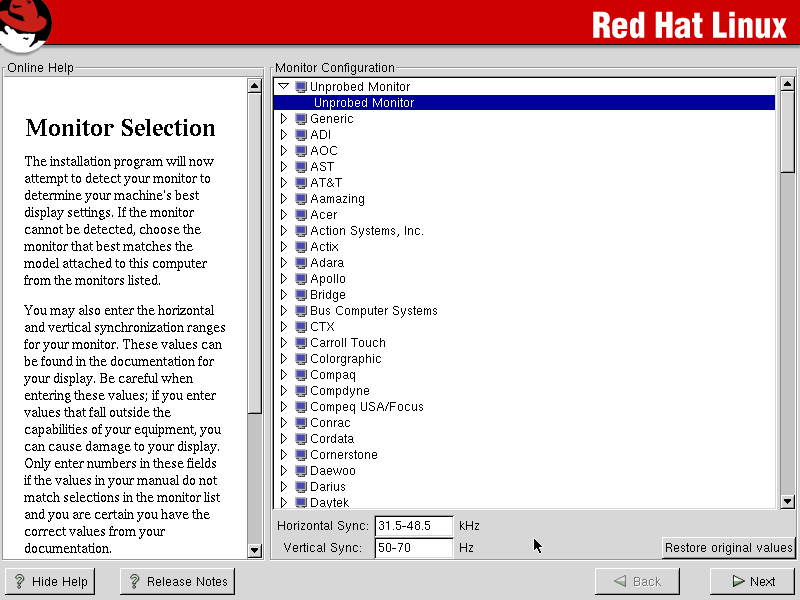 Red Hat Linux
Online Help
Monitor Selection
The installation program will now
attempt to detect your monitor to
determine your machine's best
display settings. If the monitor
cannot be detected, choose the
monitor that best matches the
model attached to this computer
from the monitors listed.
You may also enter the horizontal
and vertical synchronization ranges
for your monitor. These values can
be found in the documentation for
your display. Be careful when
entering these values; if you enter
values that fall outside the
capabilities of your equipment, you
can cause damage to your display.
Only enter numbers in these fields
if the values in your manual do not
match selections in the monitor list
and you are certain you have the
correct values from your
documentation.
Monitor Configuration
Unprobed Monitor
Unprobed Monitor
Generic
ADI
AOC
AST
AT&T
Aamazing
Acer
Action Systems, Inc.
Actix
Adara
Apollo
Bridge
Bus Computer Systems
CTX
Carroll Touch
Colorgraphic
Compaq
Compdyne
Compeq USA/Focus
Conrac
Cordata
Cornerstone
Daewoo
Darius
Daytek
Horizontal Sync: 31.5-48.5 kHz
Vertical Sync: 50-70 Hz
Restore original values
Hide Help
Release Notes
Back
Next